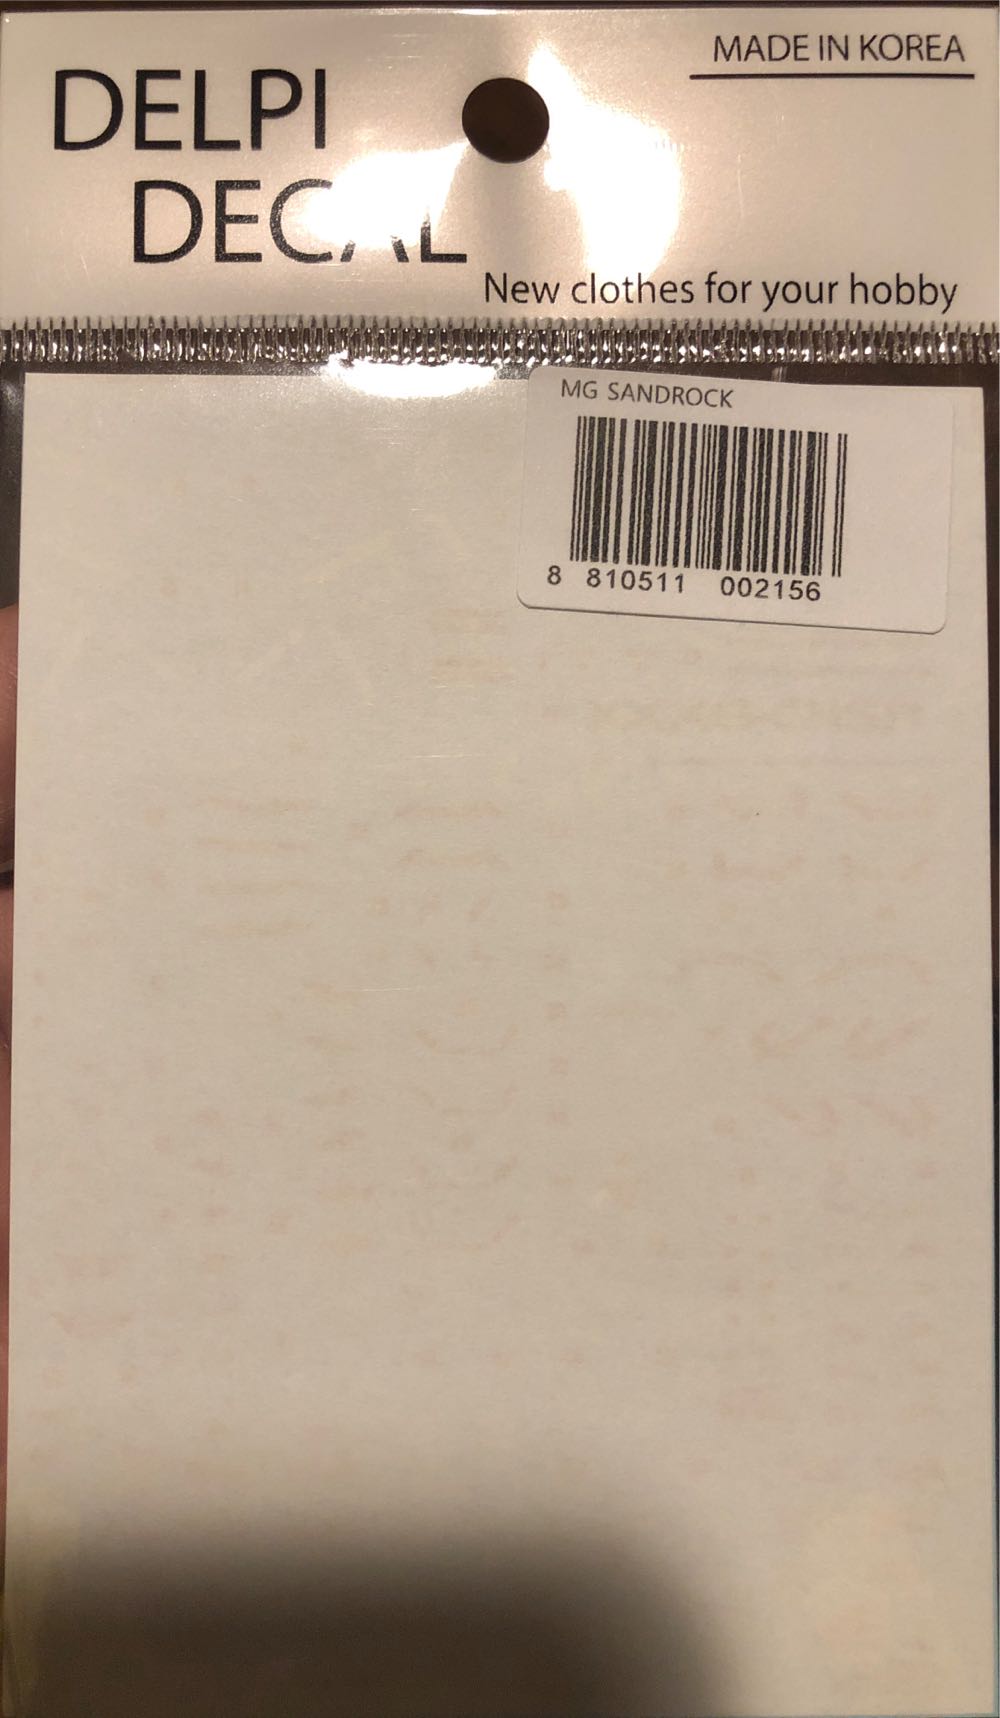 DELPI
DECAL
MADE IN KOREA
New clothes for your hobby
MG SANDROCK
8 810511 002156